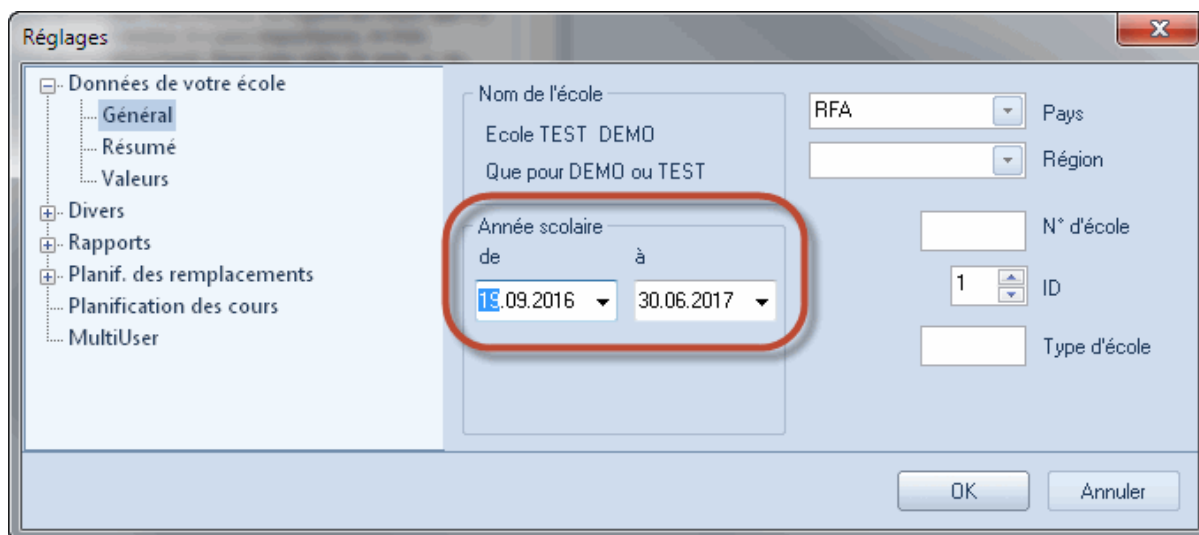 Réglages
Données de votre école
Général
Résumé
Valeurs
Divers
Rapports
Planif. des remplacements
Planification des cours
MultiUser
Nom de l'école
Ecole TEST DEMO
Que pour DEMO ou TEST
Année scolaire
de à
19.09.2016 30.06.2017
RFA Pays
Région
N° d'école
1 ID
Type d'école
OK Annuler